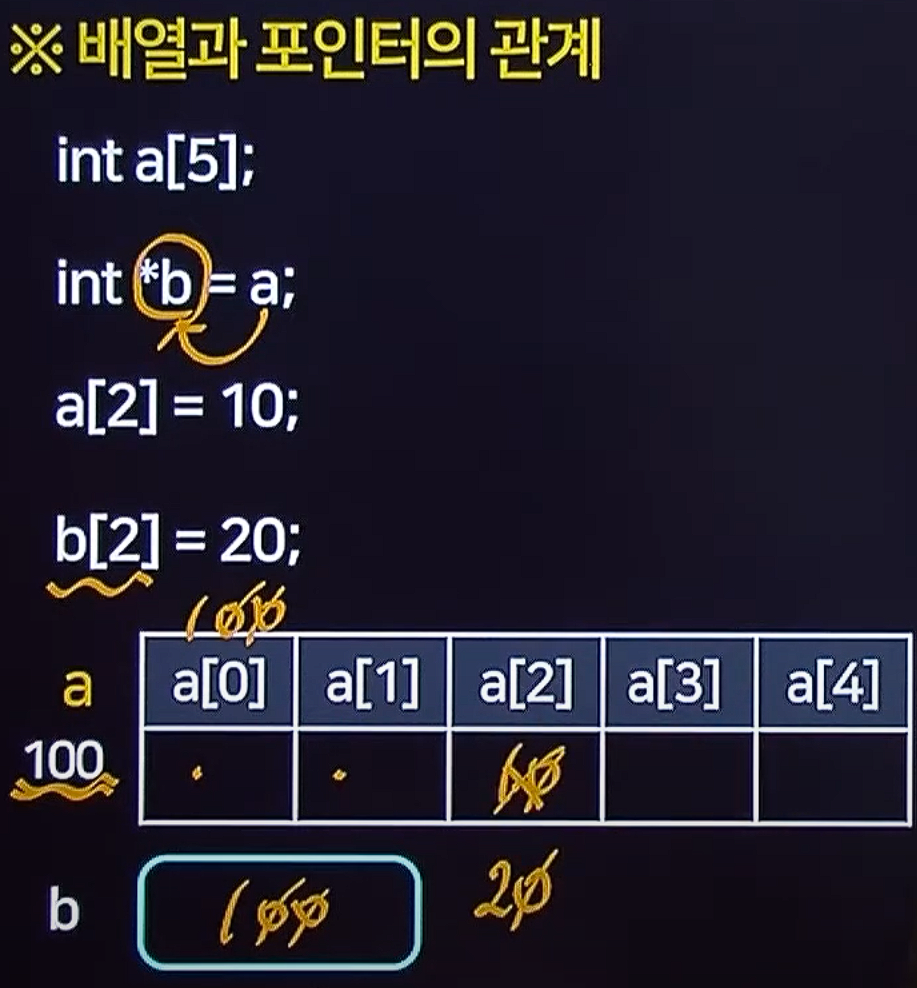 ※ 배열과 포인터의 관계
int a[5];
int *b = a;
a[2] = 10;
b[2] = 20;
100
a a[0] a[1] a[2] a[3] a[4]
100 10
b 100 20